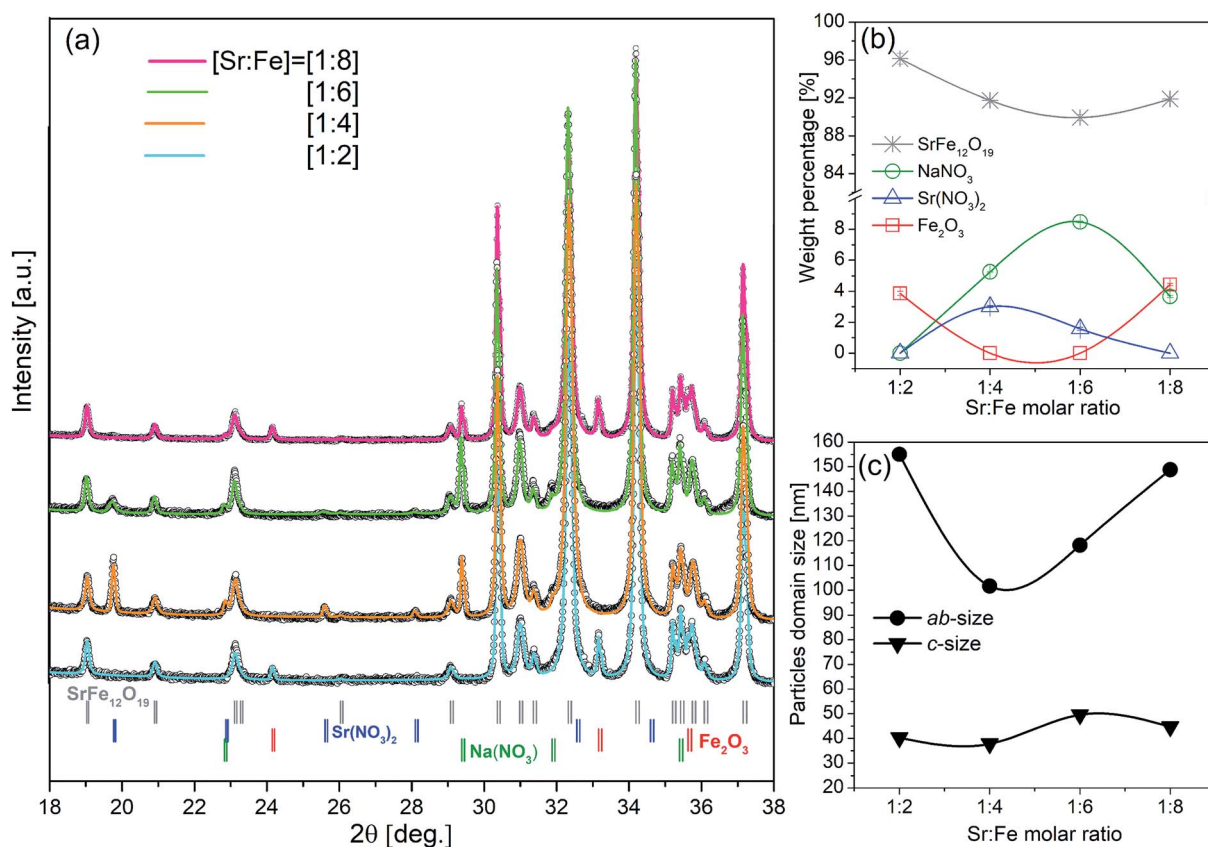 (a)
[Sr:Fe]=[1:8]
[1:6]
[1:4]
[1:2]
Intensity [a.u.]
SrFe₁₂O₁₉
Sr(NO₃)₂
Na(NO₃)
Fe₂O₃
18 20 22 24 26 28 30 32 34 36 38
2θ [deg.]
(b)
100
96
92
88
84
8
6
4
2
0
Weight percentage [%]
SrFe₁₂O₁₉
NaNO₃
Sr(NO₃)₂
Fe₂O₃
1:2 1:4 1:6 1:8
Sr:Fe molar ratio
(c)
160
150
140
130
120
110
100
90
80
70
60
50
40
30
20
Particles domain size [nm]
ab-size
c-size
1:2 1:4 1:6 1:8
Sr:Fe molar ratio